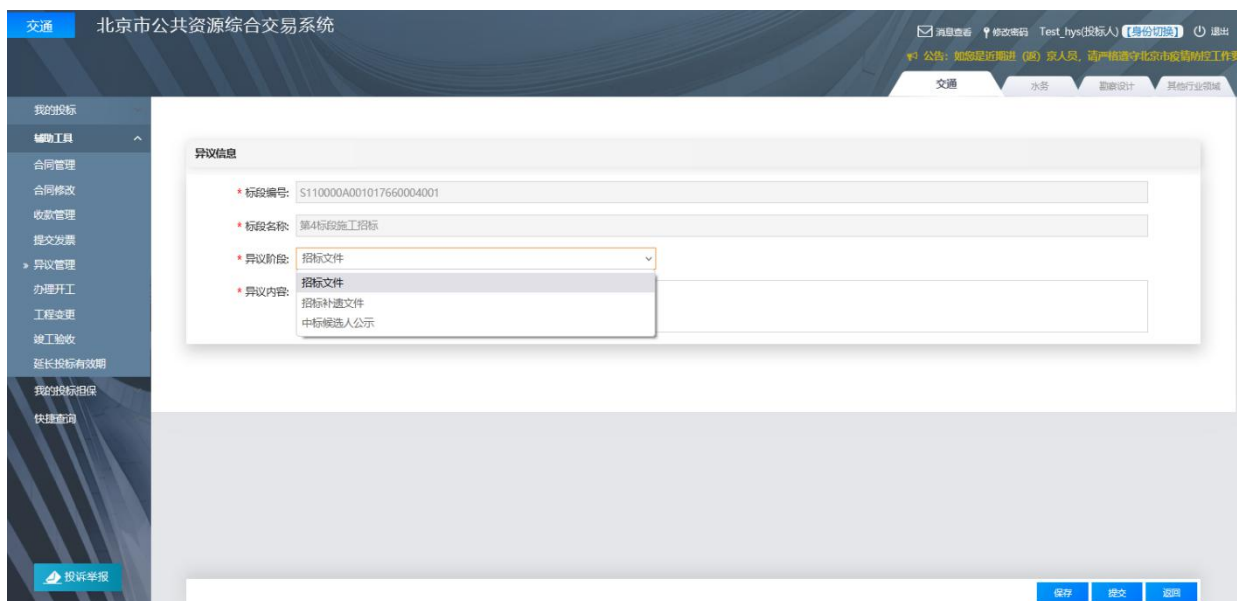 交通
北京市公共资源综合交易系统
消息查看 修改密码 Test_hys(投标人)【身份切换】 退出
公告：如您是近期进（返）京人员，请严格遵守北京市疫情防控工作要
交通 水务 勘察设计 其他行业领域
我的投标
辅助工具
合同管理
合同修改
收款管理
提交发票
» 异议管理
办理开工
工程变更
竣工验收
延长投标有效期
我的投标担保
快捷查询
投诉举报
异议信息
* 标段编号: S110000A001017660004001
* 标段名称: 第4标段施工招标
* 异议阶段: 招标文件
招标文件
招标补遗文件
中标候选人公示
* 异议内容:
保存 提交 返回